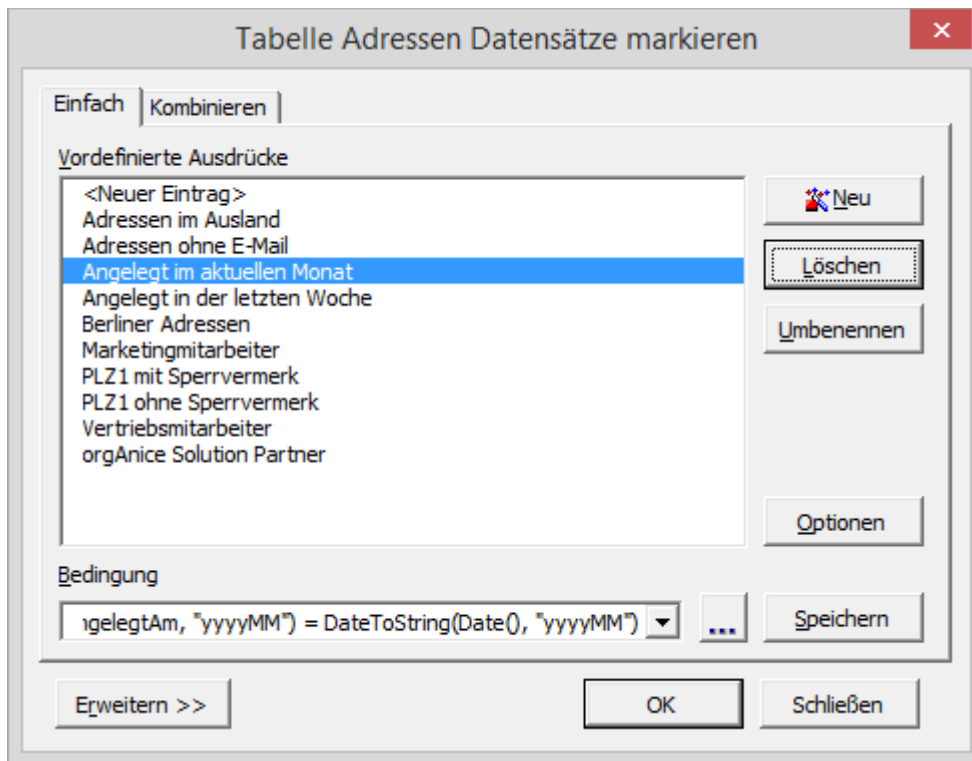 Tabelle Adressen Datensätze markieren
Einfach
Kombinieren
Vordefinierte Ausdrücke
<Neuer Eintrag>
Adressen im Ausland
Adressen ohne E-Mail
Angelegt im aktuellen Monat
Angelegt in der letzten Woche
Berliner Adressen
Marketingmitarbeiter
PLZ1 mit Sperrvermerk
PLZ1 ohne Sperrvermerk
Vertriebsmitarbeiter
orgAnice Solution Partner
Neu
Löschen
Umbenennen
Optionen
Bedingung
ngelegtAm, "yyyyMM") = DateToString(Date(), "yyyyMM")
...
Speichern
Erweitern >>
OK
Schließen